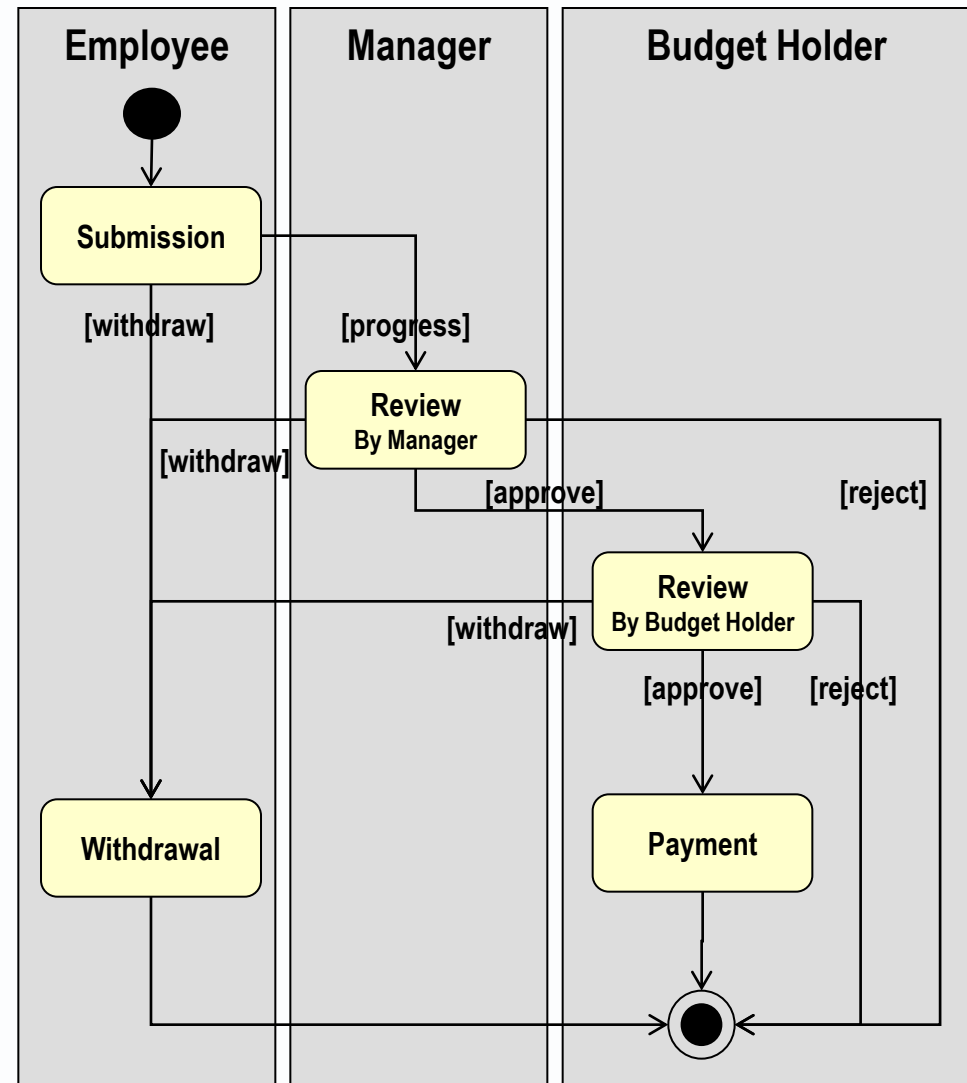 Employee
Manager
Budget Holder
Submission
[withdraw]
[progress]
Review
By Manager
[withdraw]
[approve]
[reject]
Review
By Budget Holder
[withdraw]
[approve]
[reject]
Withdrawal
Payment